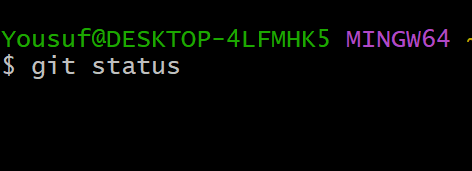 Yousuf@DESKTOP-4LFMHK5 MINGW64 ~
$ git status